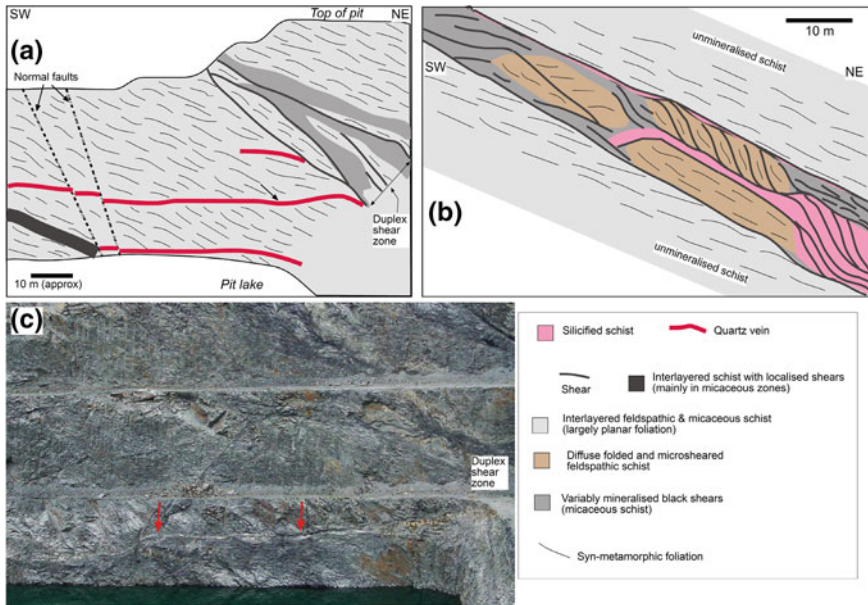 SW
Top of pit
NE
(a)
Normal faults
Duplex
shear
zone
10 m (approx)
Pit lake
10 m
unmineralised schist
SW
NE
(b)
unmineralised schist
(c)
Duplex
shear
zone
Silicified schist
Quartz vein
Shear
Interlayered schist with localised shears
(mainly in micaceous zones)
Interlayered feldspathic & micaceous schist
(largely planar foliation)
Diffuse folded and microsheared
feldspathic schist
Variably mineralised black shears
(micaceous schist)
Syn-metamorphic foliation